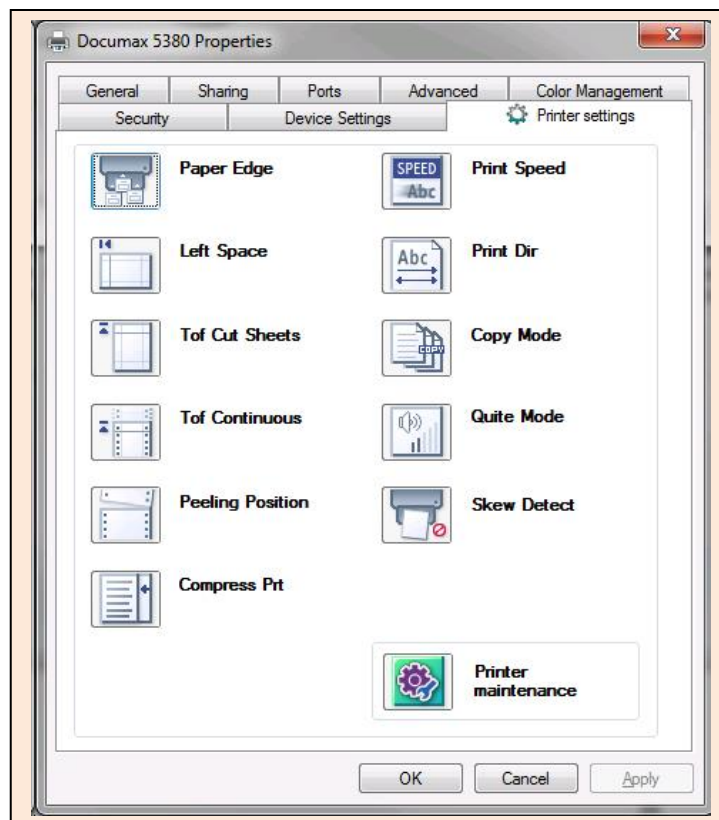 Documax 5380 Properties
X
General Sharing Ports Advanced Color Management
Security Device Settings Printer settings
Paper Edge
SPEED
Abc
Print Speed
Left Space
Abc
Print Dir
Tof Cut Sheets
COPY
Copy Mode
Tof Continuous
Quite Mode
Peeling Position
Skew Detect
Compress Prt
Printer
maintenance
OK Cancel Apply